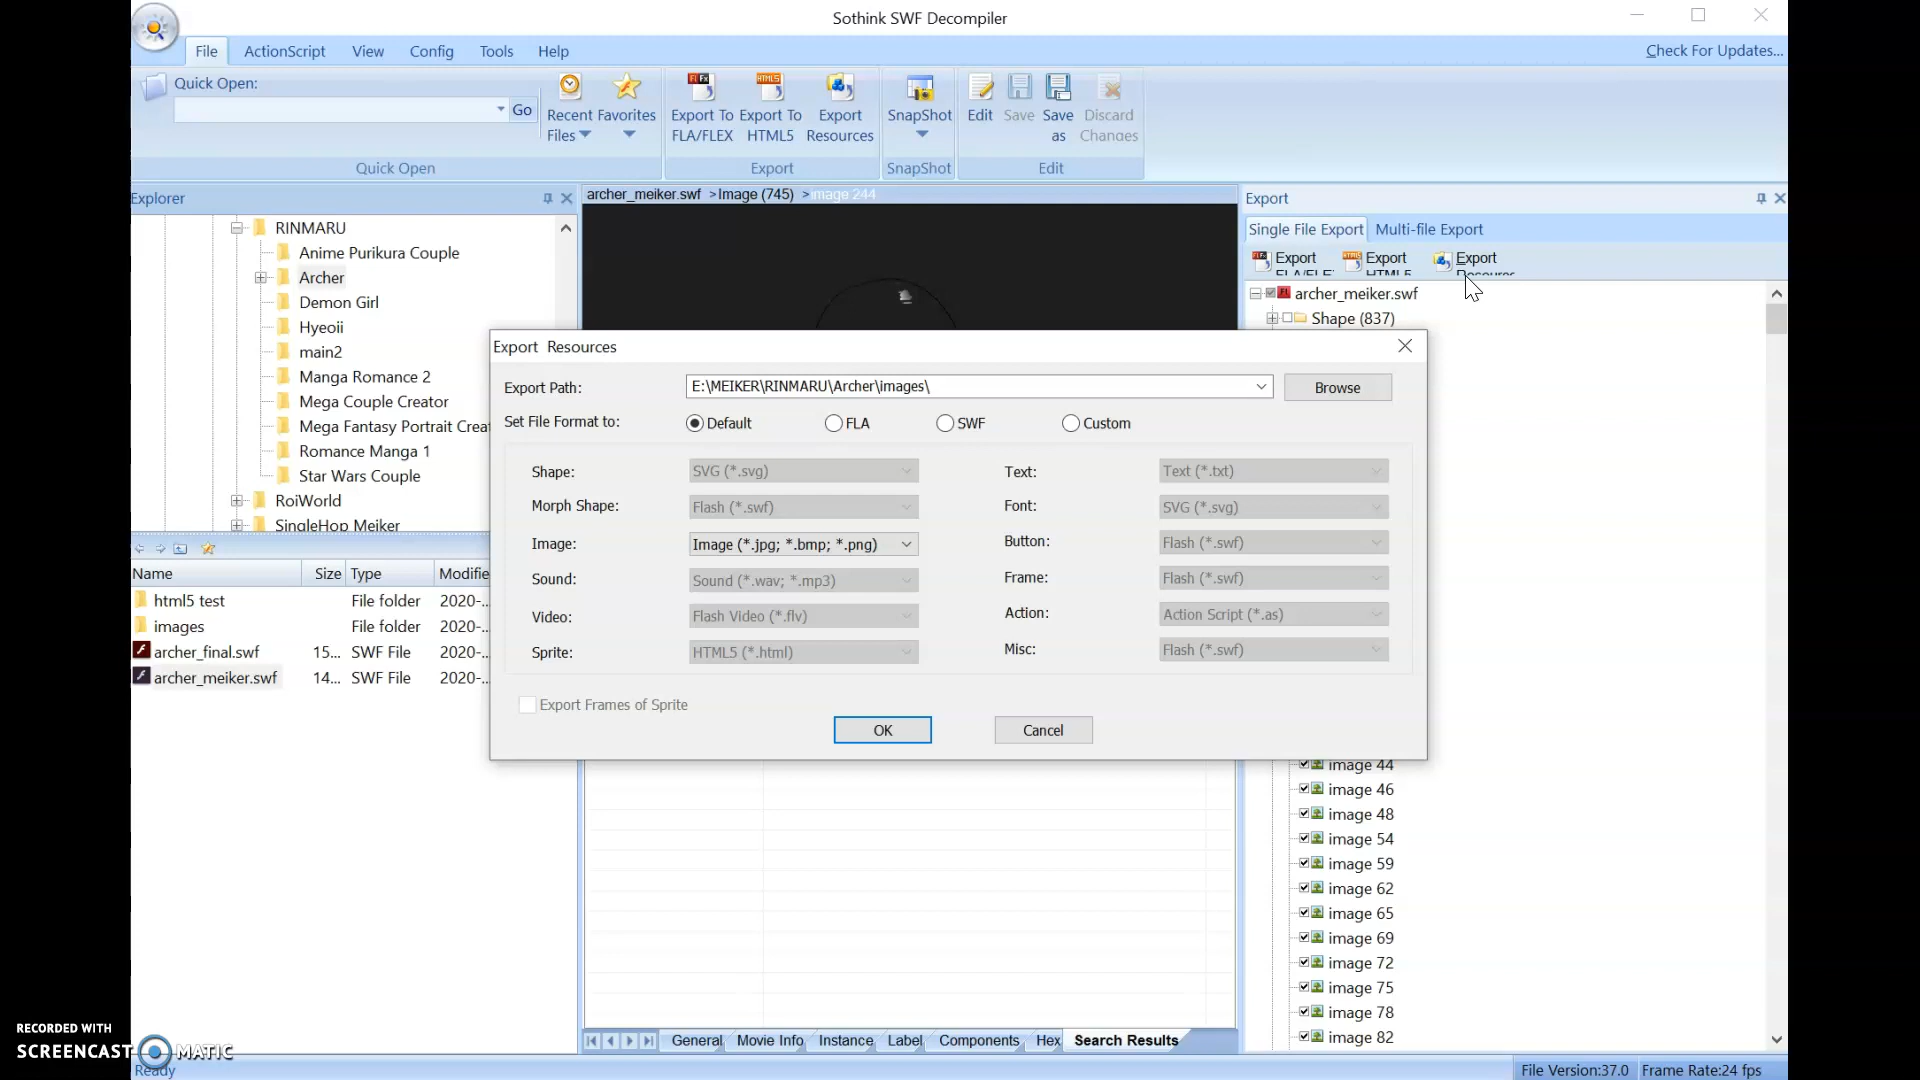 Sothink SWF Decompiler
File ActionScript View Config Tools Help Check For Updates...
Quick Open:
Go
Recent Files Favorites
Export To FLA/FLEX Export To HTML5 Export Resources
SnapShot
Edit Save Save as Discard Changes
Quick Open Export SnapShot Edit
Explorer
RINMARU
Anime Purikura Couple
Archer
Demon Girl
Hyeoii
main2
Manga Romance 2
Mega Couple Creator
Mega Fantasy Portrait Crea
Romance Manga 1
Star Wars Couple
RoiWorld
SingleHop Meiker
Name Size Type Modifie
html5 test File folder 2020-...
images File folder 2020-...
archer_final.swf 15... SWF File 2020-...
archer_meiker.swf 14... SWF File 2020-...
archer_meiker.swf >Image (745) >image 244
Export Resources
Export Path: E:\MEIKER\RINMARU\Archer\images\ Browse
Set File Format to: Default FLA SWF Custom
Shape: SVG (*.svg) Text: Text (*.txt)
Morph Shape: Flash (*.swf) Font: SVG (*.svg)
Image: Image (*.jpg; *.bmp; *.png) Button: Flash (*.swf)
Sound: Sound (*.wav; *.mp3) Frame: Flash (*.swf)
Video: Flash Video (*.flv) Action: Action Script (*.as)
Sprite: HTML5 (*.html) Misc: Flash (*.swf)
Export Frames of Sprite
OK Cancel
General Movie Info Instance Label Components Hex Search Results
Export
Single File Export Multi-file Export
Export FLA/FLE Export HTML5 Export
archer_meiker.swf
Shape (837)
image 44
image 46
image 48
image 54
image 59
image 62
image 65
image 69
image 72
image 75
image 78
image 82
RECORDED WITH
SCREENCAST MATIC
Ready
File Version:37.0 Frame Rate:24 fps